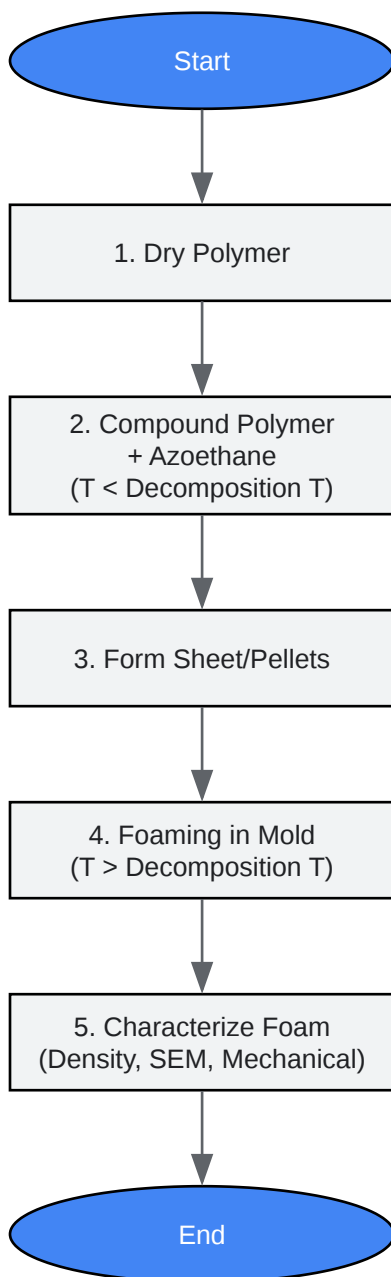 Start
1. Dry Polymer
2. Compound Polymer
+ Azoethane
(T < Decomposition T)
3. Form Sheet/Pellets
4. Foaming in Mold
(T > Decomposition T)
5. Characterize Foam
(Density, SEM, Mechanical)
End